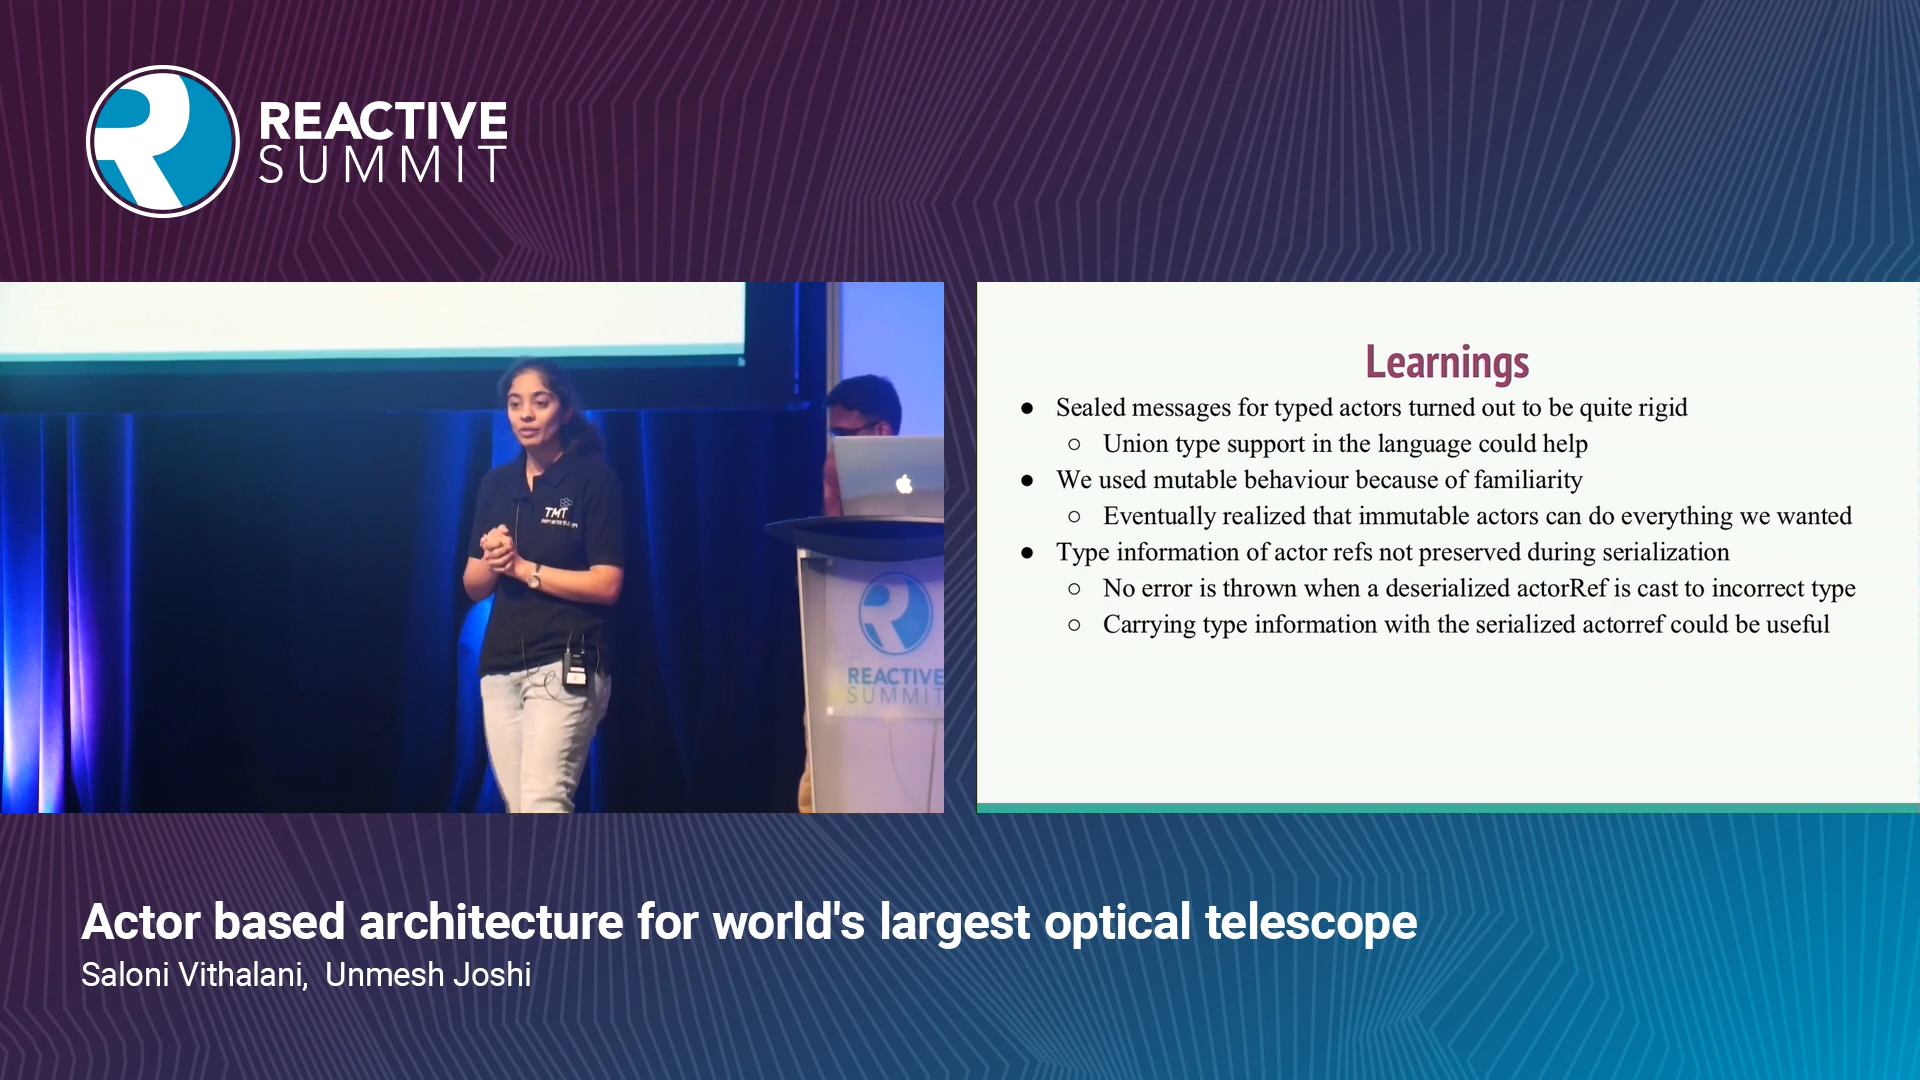 REACTIVE
SUMMIT
TMT
REACTIVE
SUMMIT
Learnings
● Sealed messages for typed actors turned out to be quite rigid
○ Union type support in the language could help
● We used mutable behaviour because of familiarity
○ Eventually realized that immutable actors can do everything we wanted
● Type information of actor refs not preserved during serialization
○ No error is thrown when a deserialized actorRef is cast to incorrect type
○ Carrying type information with the serialized actorref could be useful
Actor based architecture for world's largest optical telescope
Saloni Vithalani, Unmesh Joshi